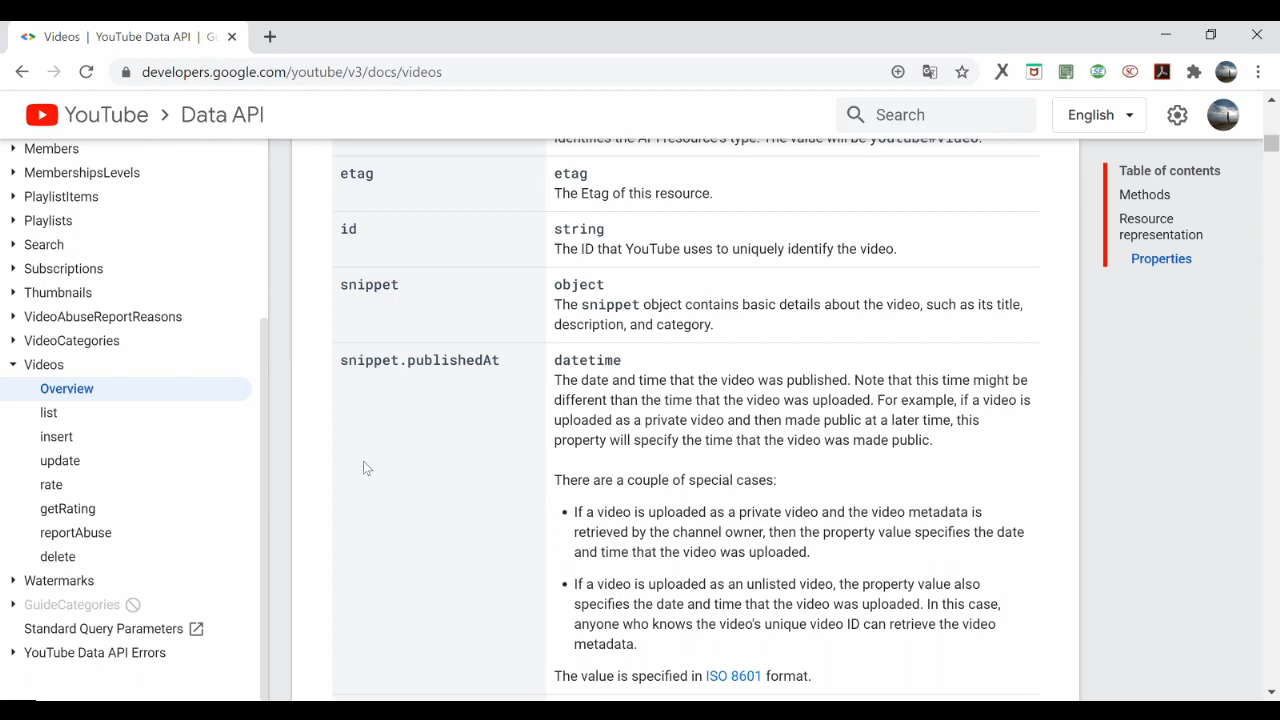 Videos | YouTube Data API | G
developers.google.com/youtube/v3/docs/videos
YouTube > Data API
Search
English
Members
MembershipsLevels
PlaylistItems
Playlists
Search
Subscriptions
Thumbnails
VideoAbuseReportReasons
VideoCategories
Videos
Overview
list
insert
update
rate
getRating
reportAbuse
delete
Watermarks
GuideCategories
Standard Query Parameters
YouTube Data API Errors
identifies the API resource's type. The value will be youtube#video.
etag
etag
The Etag of this resource.
id
string
The ID that YouTube uses to uniquely identify the video.
snippet
object
The snippet object contains basic details about the video, such as its title,
description, and category.
snippet.publishedAt
datetime
The date and time that the video was published. Note that this time might be
different than the time that the video was uploaded. For example, if a video is
uploaded as a private video and then made public at a later time, this
property will specify the time that the video was made public.
There are a couple of special cases:
• If a video is uploaded as a private video and the video metadata is
retrieved by the channel owner, then the property value specifies the date
and time that the video was uploaded.
• If a video is uploaded as an unlisted video, the property value also
specifies the date and time that the video was uploaded. In this case,
anyone who knows the video's unique video ID can retrieve the video
metadata.
The value is specified in ISO 8601 format.
Table of contents
Methods
Resource
representation
Properties